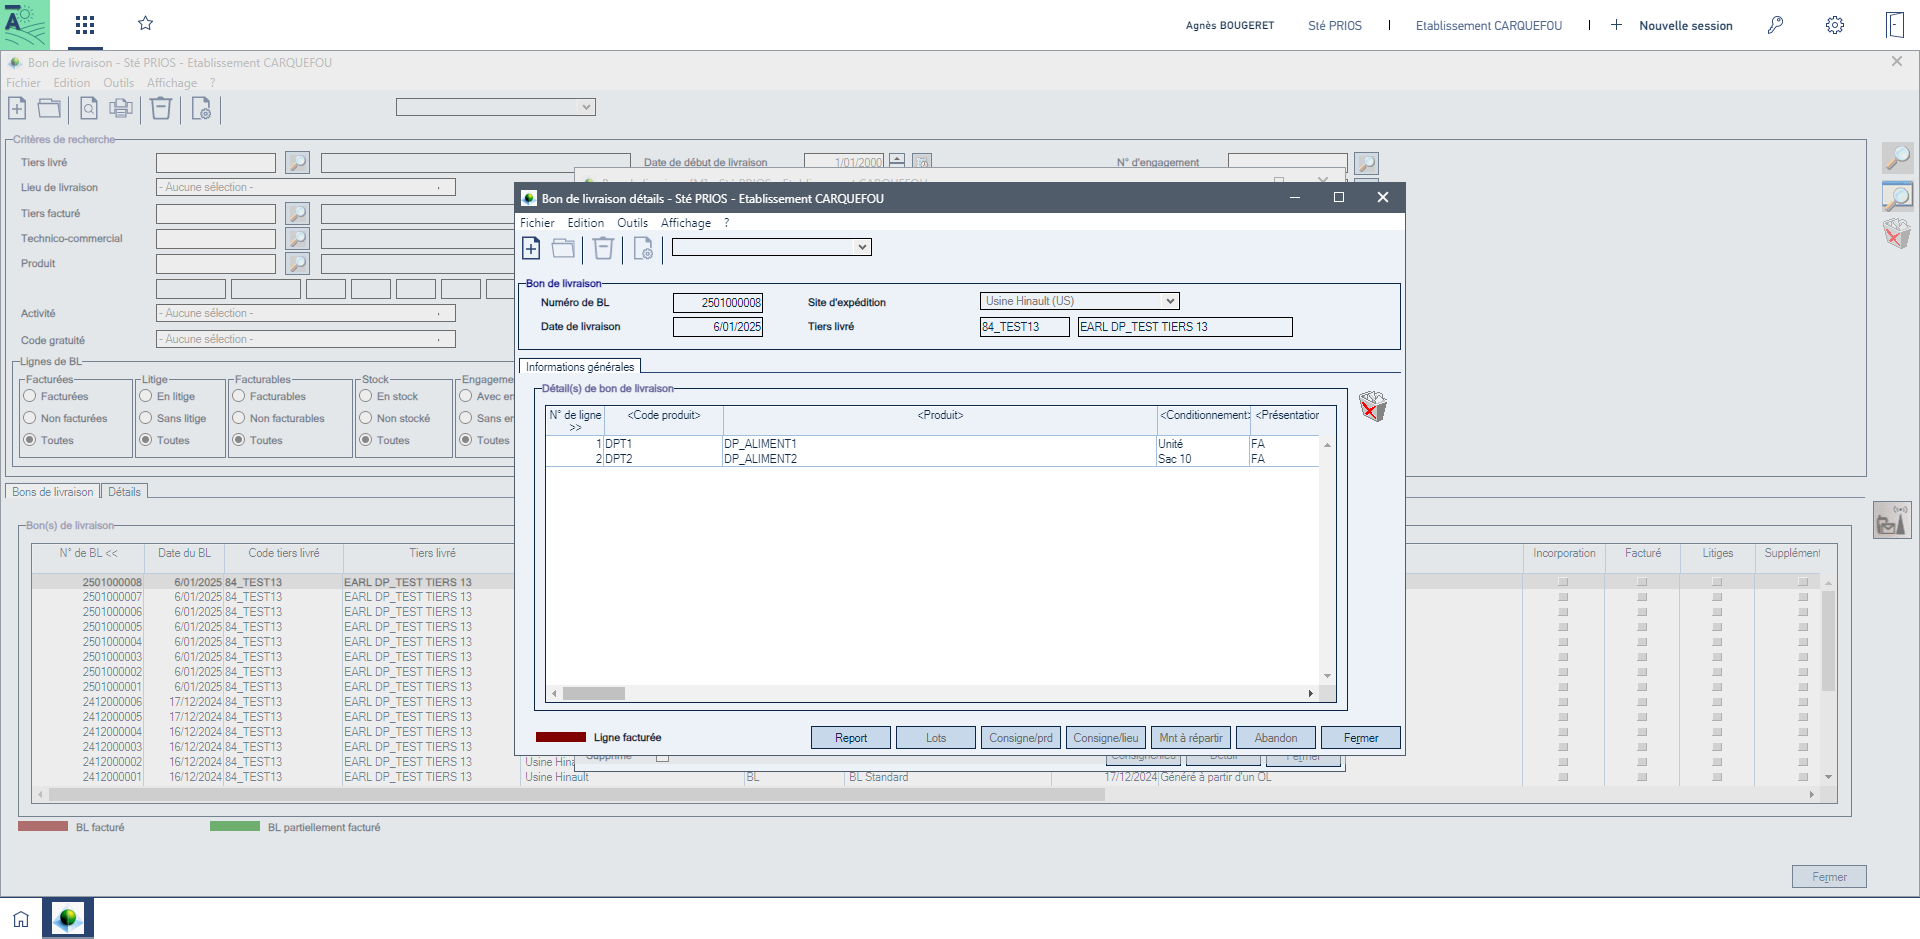 Agnès BOUGERET Sté PRIOS Etablissement CARQUEFOU Nouvelle session
Bon de livraison - Sté PRIOS - Etablissement CARQUEFOU
Fichier Edition Outils Affichage ?
Critères de recherche
Tiers livré Date de début de livraison 1/01/2000 N° d'engagement
Lieu de livraison - Aucune sélection -
Tiers facturé
Technico-commercial
Produit
Activité - Aucune sélection -
Code gratuité - Aucune sélection -
Lignes de BL
Facturées Litige Facturables Stock Engageme
Facturées En litige Facturables En stock Avec en
Non facturées Sans litige Non facturables Non stocké Sans en
Toutes Toutes Toutes Toutes Toutes
Bon de livraison détails - Sté PRIOS - Etablissement CARQUEFOU
Fichier Edition Outils Affichage ?
Bon de livraison
Numéro de BL 2501000008 Site d'expédition Usine Hinault (US)
Date de livraison 6/01/2025 Tiers livré 84_TEST13 EARL DP_TEST TIERS 13
Informations générales
Détail(s) de bon de livraison
N° de ligne >> <Code produit> <Produit> <Conditionnement> <Présentation
1 DPT1 DP_ALIMENT1 Unité FA
2 DPT2 DP_ALIMENT2 Sac 10 FA
Ligne facturée Report Lots Consigne/prd Consigne/lieu Mnt à répartir Abandon Fermer
Supprimé Consigne/lieu Détail Fermer
Bons de livraison Détails
Bon(s) de livraison
N° de BL << Date du BL Code tiers livré Tiers livré Incorporation Facturé Litiges Supplément
2501000008 6/01/2025 84_TEST13 EARL DP_TEST TIERS 13
2501000007 6/01/2025 84_TEST13 EARL DP_TEST TIERS 13
2501000006 6/01/2025 84_TEST13 EARL DP_TEST TIERS 13
2501000005 6/01/2025 84_TEST13 EARL DP_TEST TIERS 13
2501000004 6/01/2025 84_TEST13 EARL DP_TEST TIERS 13
2501000003 6/01/2025 84_TEST13 EARL DP_TEST TIERS 13
2501000002 6/01/2025 84_TEST13 EARL DP_TEST TIERS 13
2501000001 6/01/2025 84_TEST13 EARL DP_TEST TIERS 13
2412000006 17/12/2024 84_TEST13 EARL DP_TEST TIERS 13
2412000005 17/12/2024 84_TEST13 EARL DP_TEST TIERS 13
2412000004 16/12/2024 84_TEST13 EARL DP_TEST TIERS 13
2412000003 16/12/2024 84_TEST13 EARL DP_TEST TIERS 13
2412000002 16/12/2024 84_TEST13 EARL DP_TEST TIERS 13 Usine Hina
2412000001 16/12/2024 84_TEST13 EARL DP_TEST TIERS 13 Usine Hinault BL BL Standard 17/12/2024 Généré à partir d'un OL
BL facturé BL partiellement facturé
Fermer